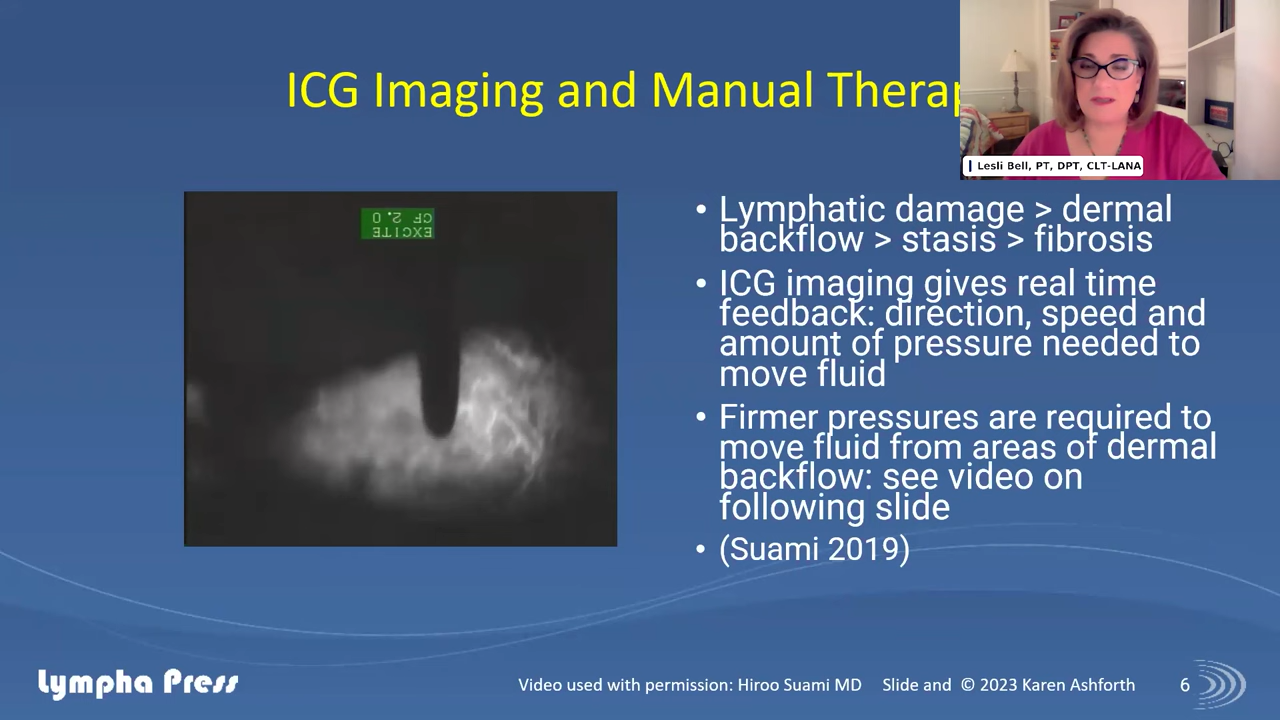 ICG Imaging and Manual Therap
Lesli Bell, PT, DPT, CLT-LANA
CF 2.0
EXCITE
• Lymphatic damage > dermal
backflow > stasis > fibrosis
• ICG imaging gives real time
feedback: direction, speed and
amount of pressure needed to
move fluid
• Firmer pressures are required to
move fluid from areas of dermal
backflow: see video on
following slide
• (Suami 2019)
Lympha Press
Video used with permission: Hiroo Suami MD Slide and © 2023 Karen Ashforth
6